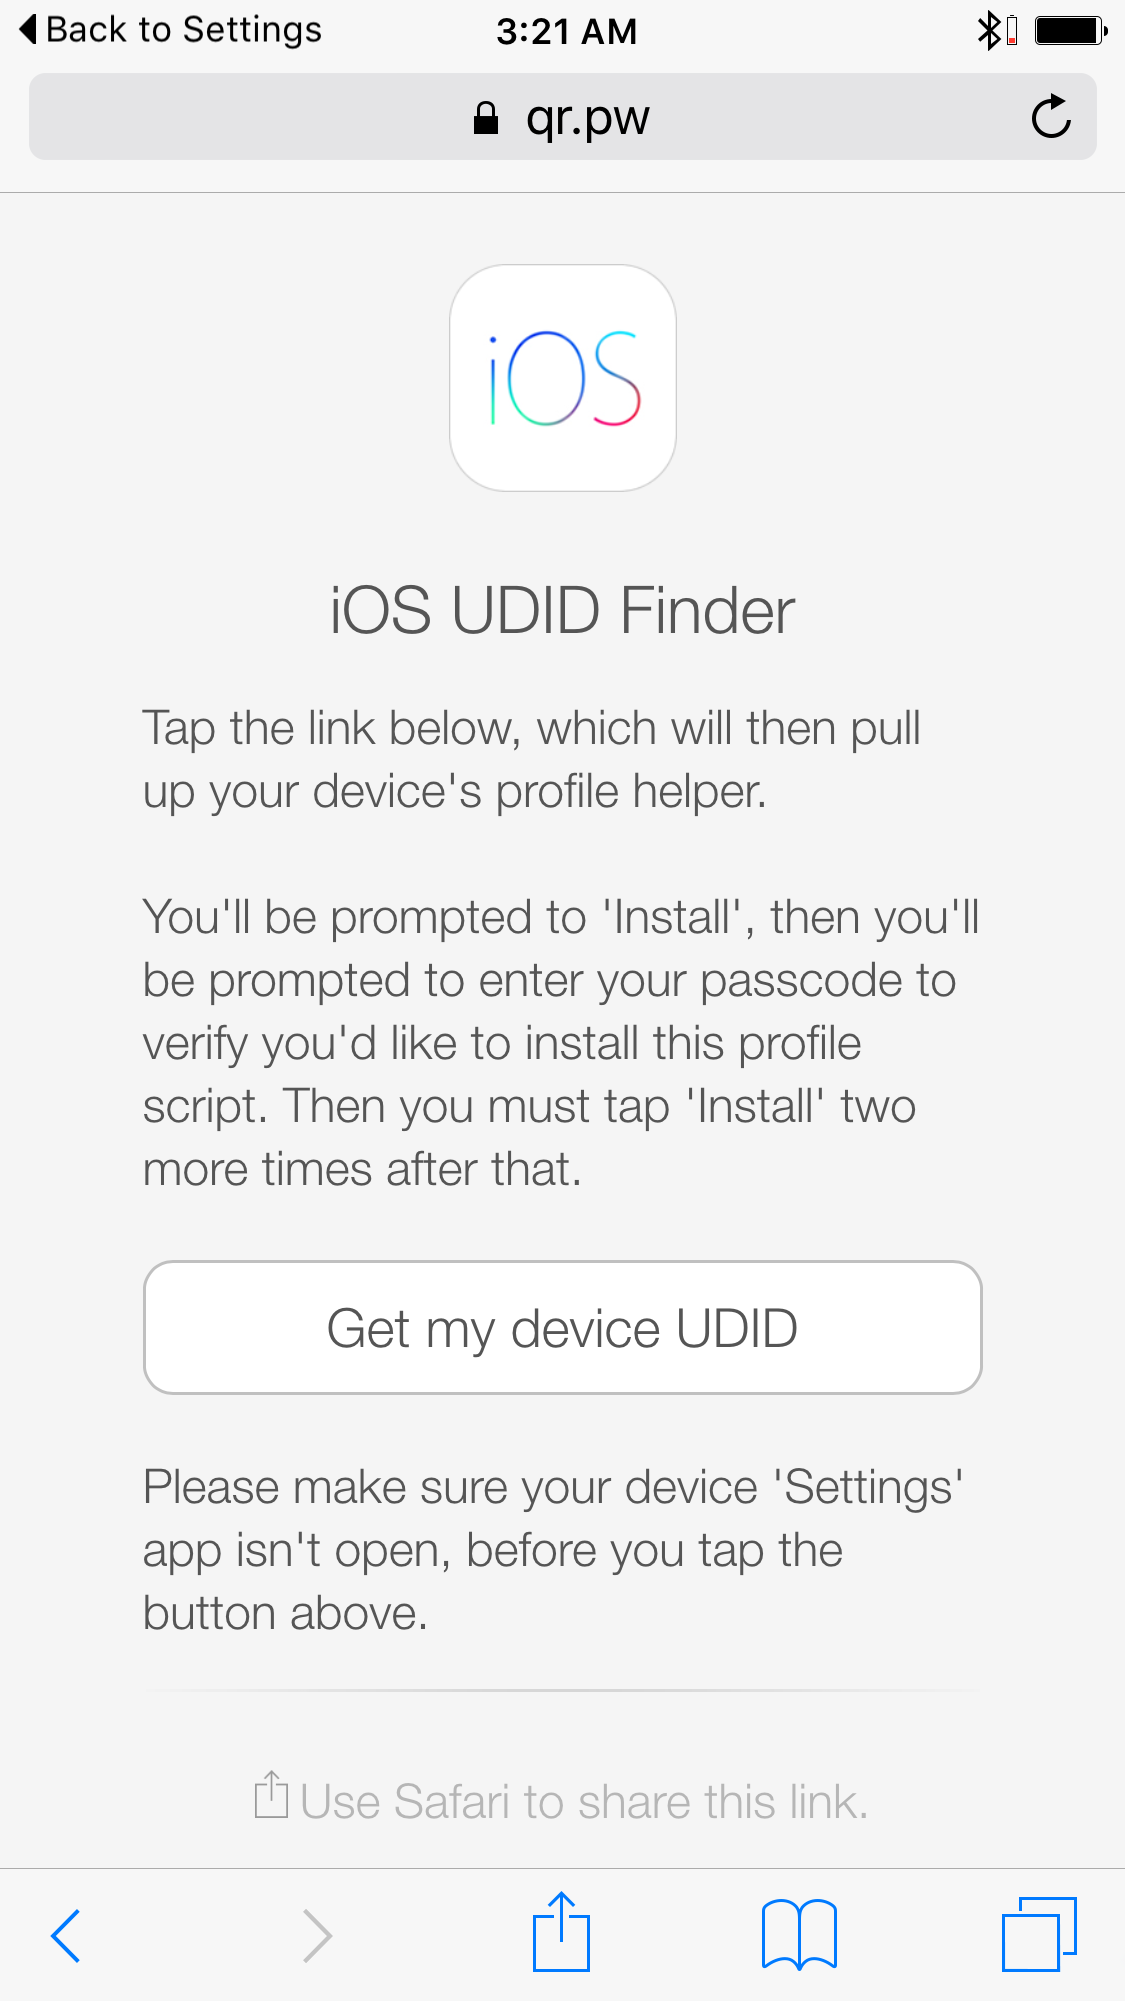 Back to Settings
3:21 AM
qr.pw
iOS
iOS UDID Finder
Tap the link below, which will then pull
up your device's profile helper.
You'll be prompted to 'Install', then you'll
be prompted to enter your passcode to
verify you'd like to install this profile
script. Then you must tap 'Install' two
more times after that.
Get my device UDID
Please make sure your device 'Settings'
app isn't open, before you tap the
button above.
Use Safari to share this link.